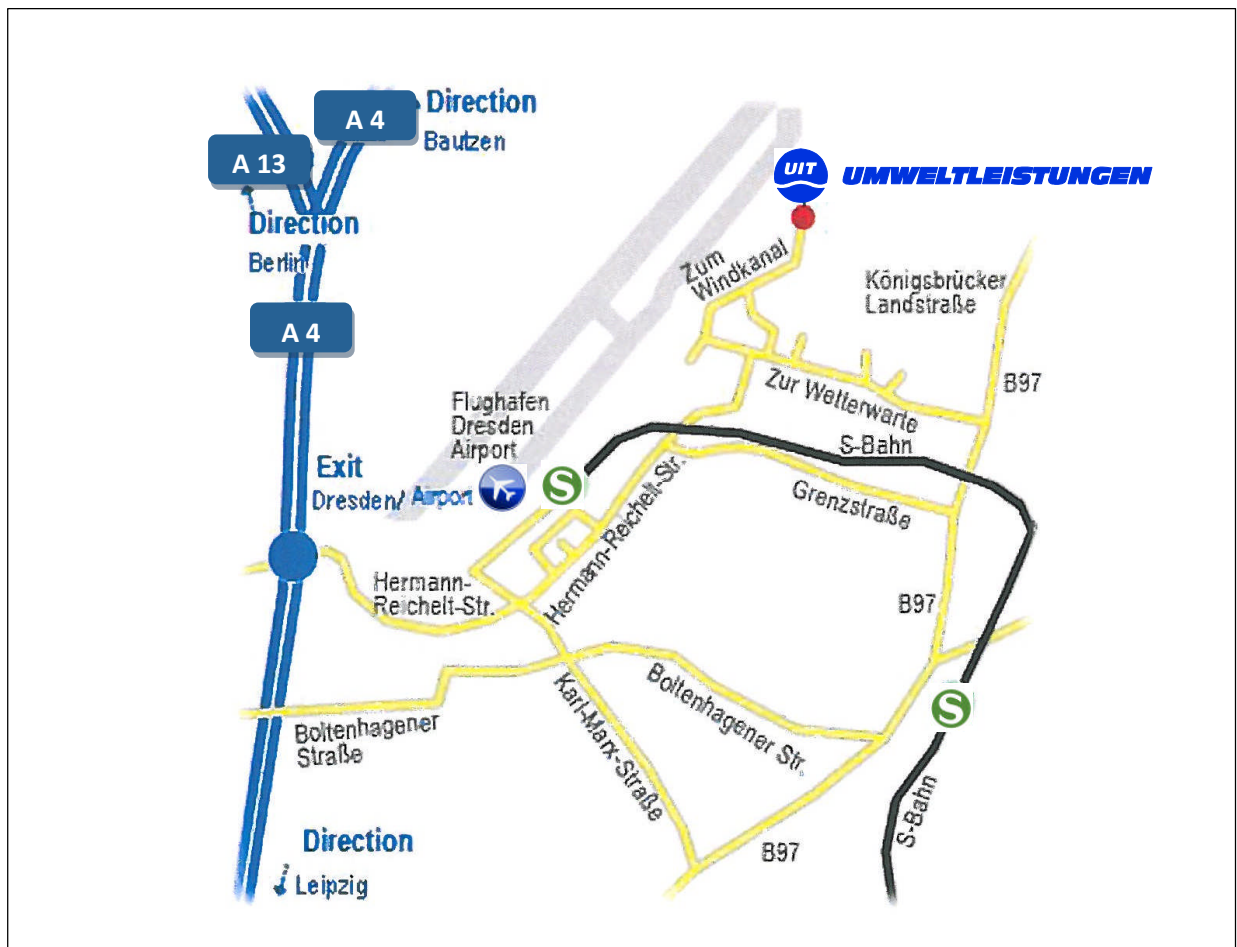 Direction
Bautzen
A 4
A 13
Direction
Berlin
A 4
UIT
UMWELTLEISTUNGEN
Zum
Windkanal
Königsbrücker
Landstraße
B97
Zur Wetterwarte
Flughafen
Dresden
Airport
S-Bahn
Exit
Dresden/ Airport
S
Grenzstraße
Hermann-Reichelt-Str.
Hermann-
Reichelt-Str.
B97
Boltenhagener Str.
S
Karl-Marx-Straße
Boltenhagener
Straße
S-Bahn
B97
Direction
Leipzig